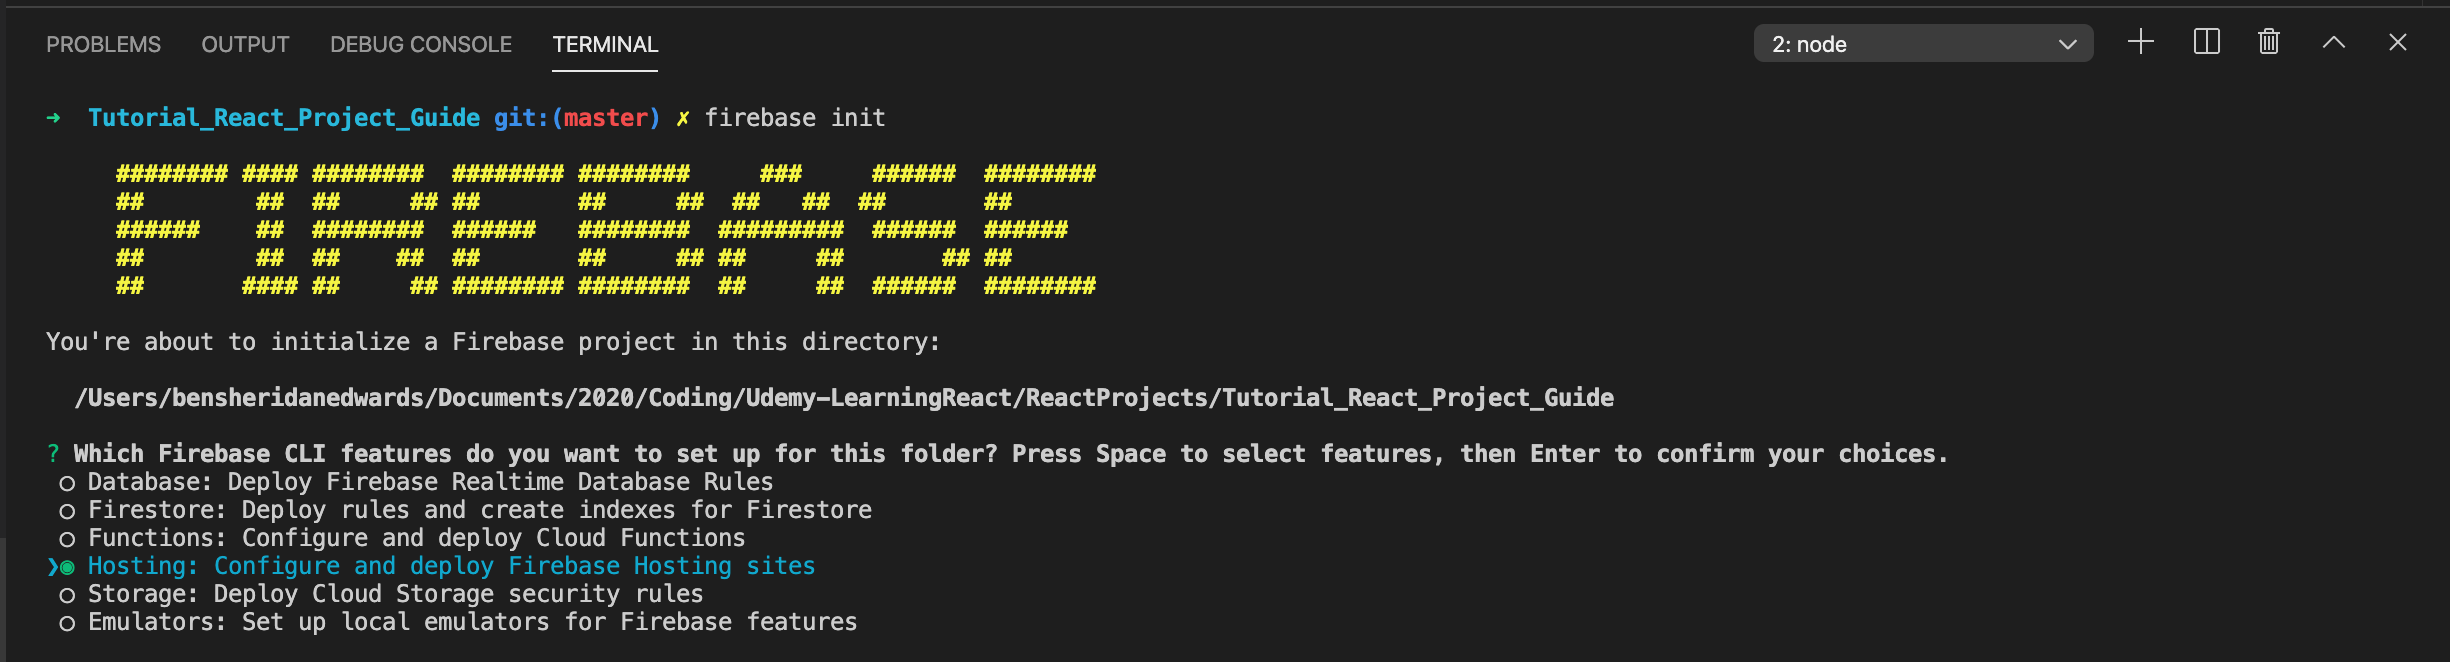 PROBLEMS OUTPUT DEBUG CONSOLE TERMINAL 2: node
➜  Tutorial_React_Project_Guide git:(master) ✗ firebase init
     ######## #### ########  ######## ########     ###     ######  ########
     ##        ##  ##     ## ##       ##     ##  ##   ##  ##       ##
     ######    ##  ########  ######   ########  #########  ######  ######
     ##        ##  ##    ##  ##       ##     ## ##     ##       ## ##
     ##       #### ##     ## ######## ########  ##     ##  ######  ########
You're about to initialize a Firebase project in this directory:
  /Users/bensheridanedwards/Documents/2020/Coding/Udemy-LearningReact/ReactProjects/Tutorial_React_Project_Guide
? Which Firebase CLI features do you want to set up for this folder? Press Space to select features, then Enter to confirm your choices.
 ◯ Database: Deploy Firebase Realtime Database Rules
 ◯ Firestore: Deploy rules and create indexes for Firestore
 ◯ Functions: Configure and deploy Cloud Functions
❯◉ Hosting: Configure and deploy Firebase Hosting sites
 ◯ Storage: Deploy Cloud Storage security rules
 ◯ Emulators: Set up local emulators for Firebase features